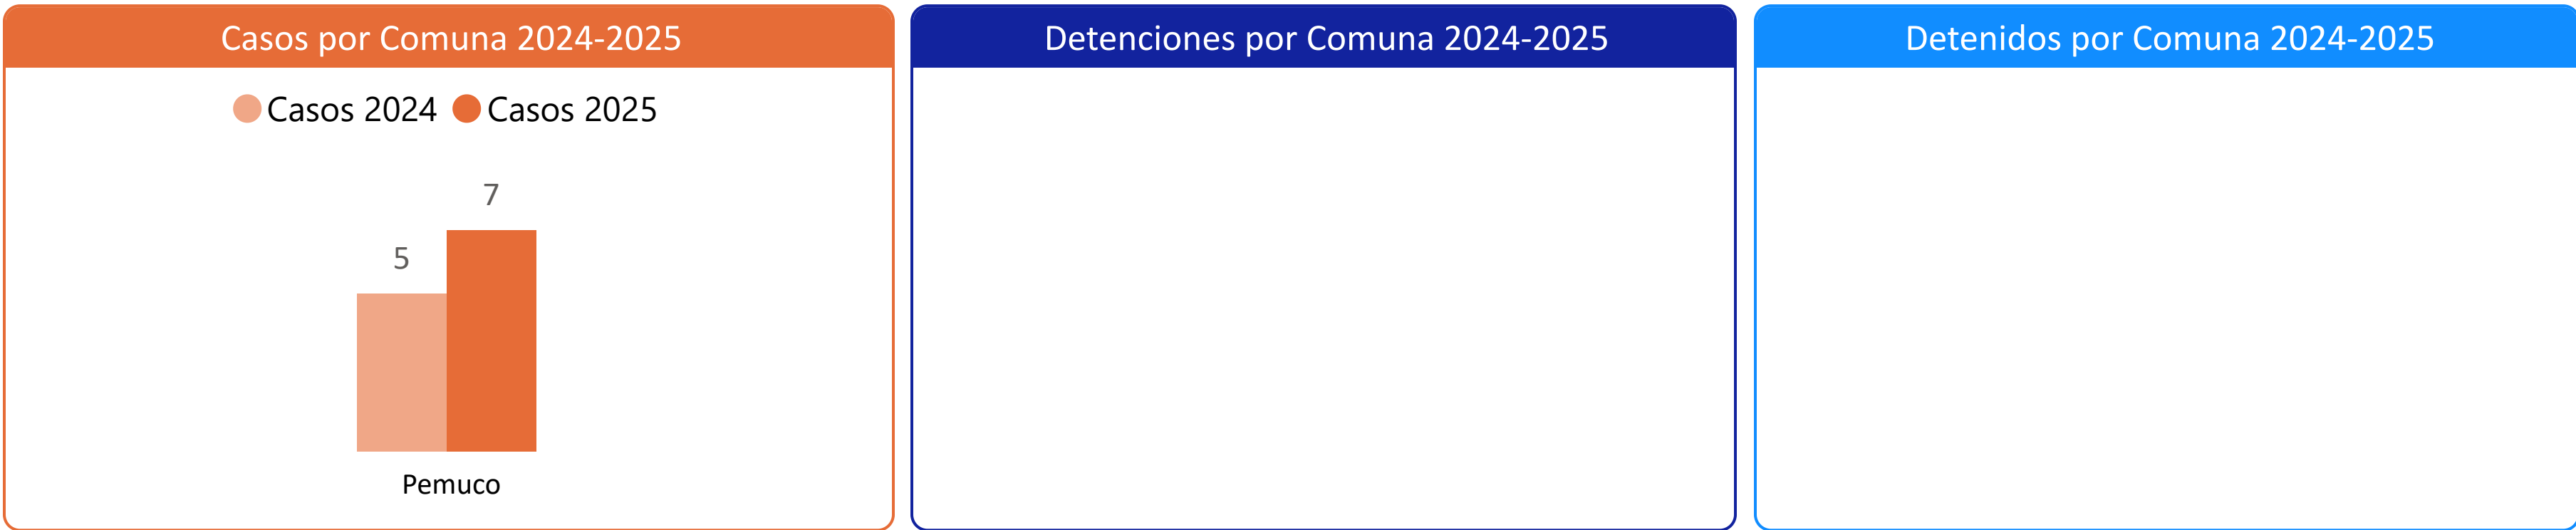 Casos por Comuna 2024-2025
Casos 2024 Casos 2025
7
5
Pemuco
Detenciones por Comuna 2024-2025
Detenidos por Comuna 2024-2025